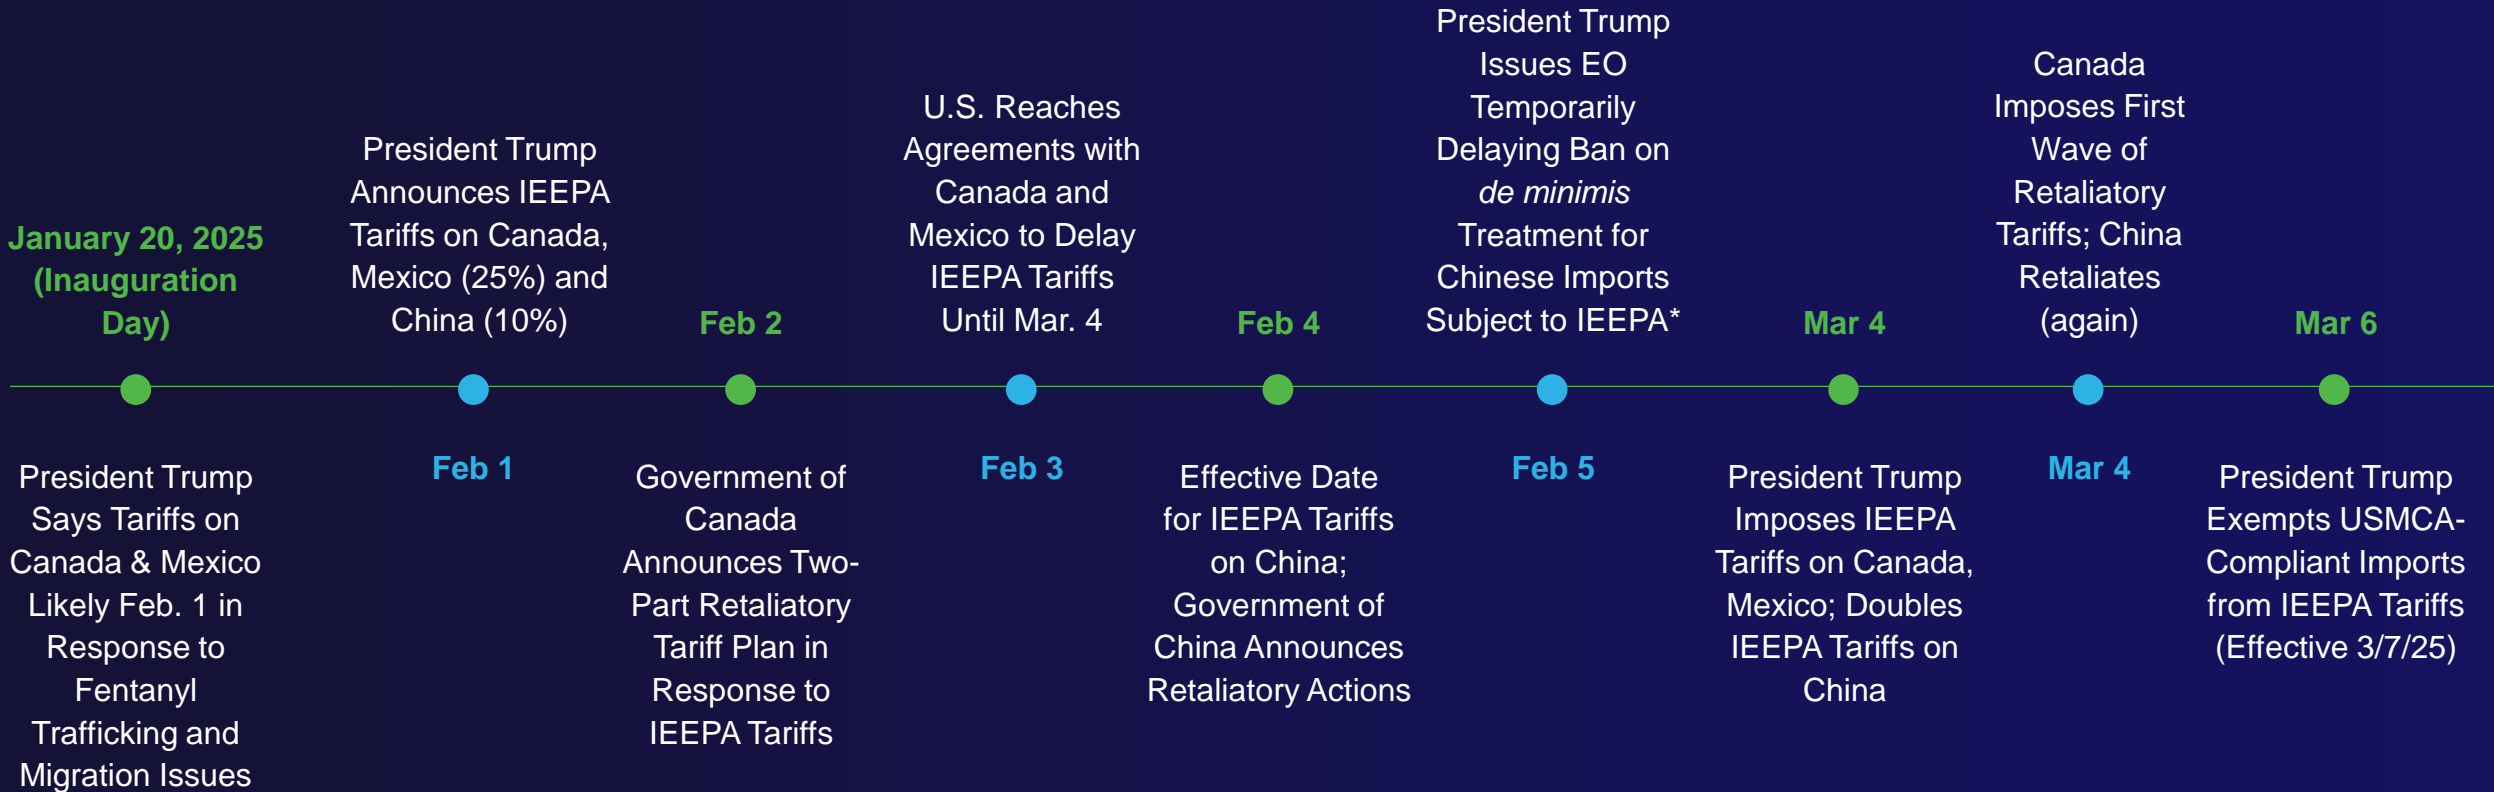 January 20, 2025
(Inauguration
Day)
President Trump
Says Tariffs on
Canada & Mexico
Likely Feb. 1 in
Response to
Fentanyl
Trafficking and
Migration Issues
President Trump
Announces IEEPA
Tariffs on Canada,
Mexico (25%) and
China (10%)
Feb 1
Feb 2
Government of
Canada
Announces Two-
Part Retaliatory
Tariff Plan in
Response to
IEEPA Tariffs
U.S. Reaches
Agreements with
Canada and
Mexico to Delay
IEEPA Tariffs
Until Mar. 4
Feb 3
Feb 4
Effective Date
for IEEPA Tariffs
on China;
Government of
China Announces
Retaliatory Actions
President Trump
Issues EO
Temporarily
Delaying Ban on
de minimis
Treatment for
Chinese Imports
Subject to IEEPA*
Feb 5
Mar 4
President Trump
Imposes IEEPA
Tariffs on Canada,
Mexico; Doubles
IEEPA Tariffs on
China
Canada
Imposes First
Wave of
Retaliatory
Tariffs; China
Retaliates
(again)
Mar 4
Mar 6
President Trump
Exempts USMCA-
Compliant Imports
from IEEPA Tariffs
(Effective 3/7/25)